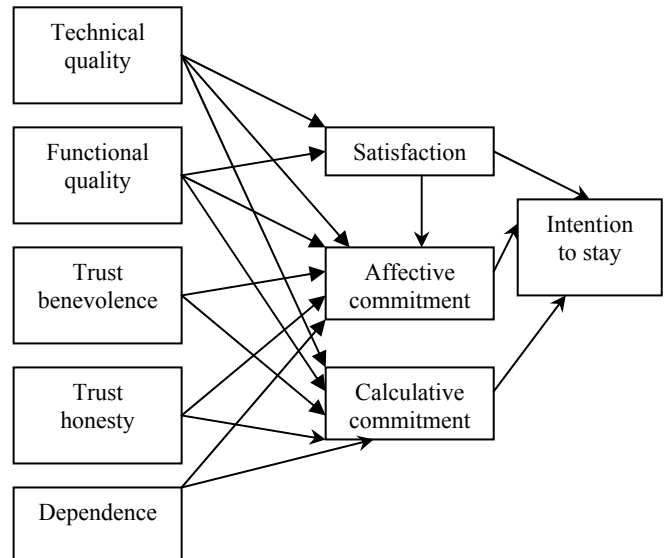 Technical
quality
Functional
quality
Trust
benevolence
Trust
honesty
Dependence
Satisfaction
Affective
commitment
Calculative
commitment
Intention
to stay